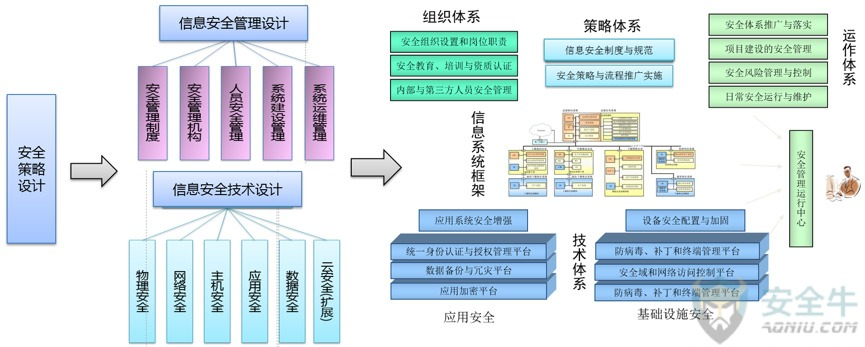 安全
策略
设计
信息安全管理设计
安全管理制度
安全管理机构
人员安全管理
系统建设管理
系统运维管理
信息安全技术设计
物理安全
网络安全
主机安全
应用安全
数据安全
云安全(扩展)
组织体系
安全组织设置和岗位职责
安全教育、培训与资质认证
内部与第三方人员安全管理
策略体系
信息安全制度与规范
安全策略与流程推广实施
安全体系推广与落实
项目建设的安全管理
安全风险管理与控制
日常安全运行与维护
运作体系
信息系统框架
安全管理运行中心
应用系统安全增强
统一身份认证与授权管理平台
数据备份与冗灾平台
应用加密平台
应用安全
技术体系
设备安全配置与加固
防病毒、补丁和终端管理平台
安全域和网络访问控制平台
防病毒、补丁和终端管理平台
基础设施安全
安全牛
AQNIU.COM